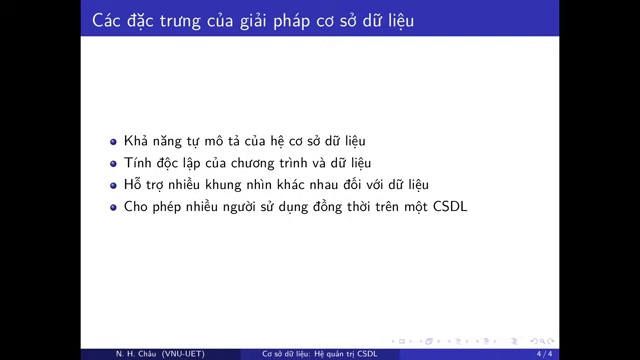 Các đặc trưng của giải pháp cơ sở dữ liệu
Khả năng tự mô tả của hệ cơ sở dữ liệu
Tính độc lập của chương trình và dữ liệu
Hỗ trợ nhiều khung nhìn khác nhau đối với dữ liệu
Cho phép nhiều người sử dụng đồng thời trên một CSDL
N. H. Châu (VNU-UET)
Cơ sở dữ liệu: Hệ quản trị CSDL
4 / 4